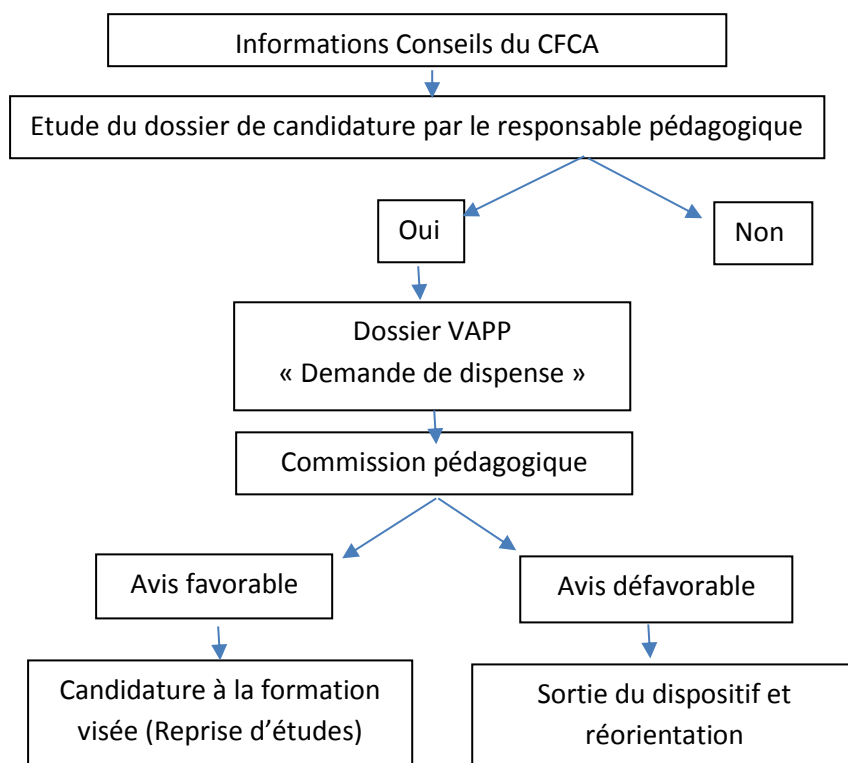 Informations Conseils du CFCA
Etude du dossier de candidature par le responsable pédagogique
Oui
Non
Dossier VAPP
« Demande de dispense »
Commission pédagogique
Avis favorable
Avis défavorable
Candidature à la formation
visée (Reprise d’études)
Sortie du dispositif et
réorientation